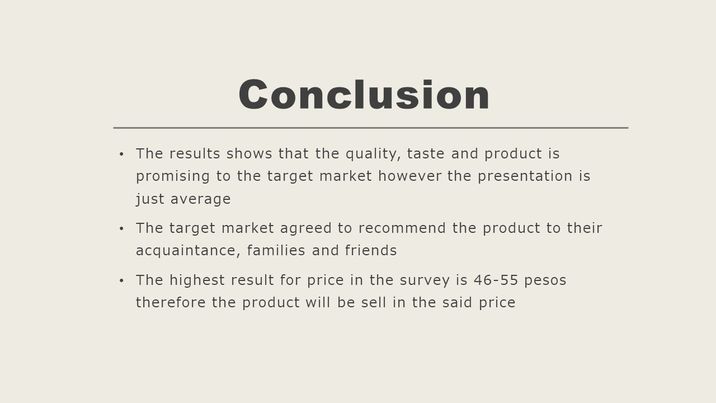 Conclusion
• The results shows that the quality, taste and product is
promising to the target market however the presentation is
just average
• The target market agreed to recommend the product to their
acquaintance, families and friends
• The highest result for price in the survey is 46-55 pesos
therefore the product will be sell in the said price